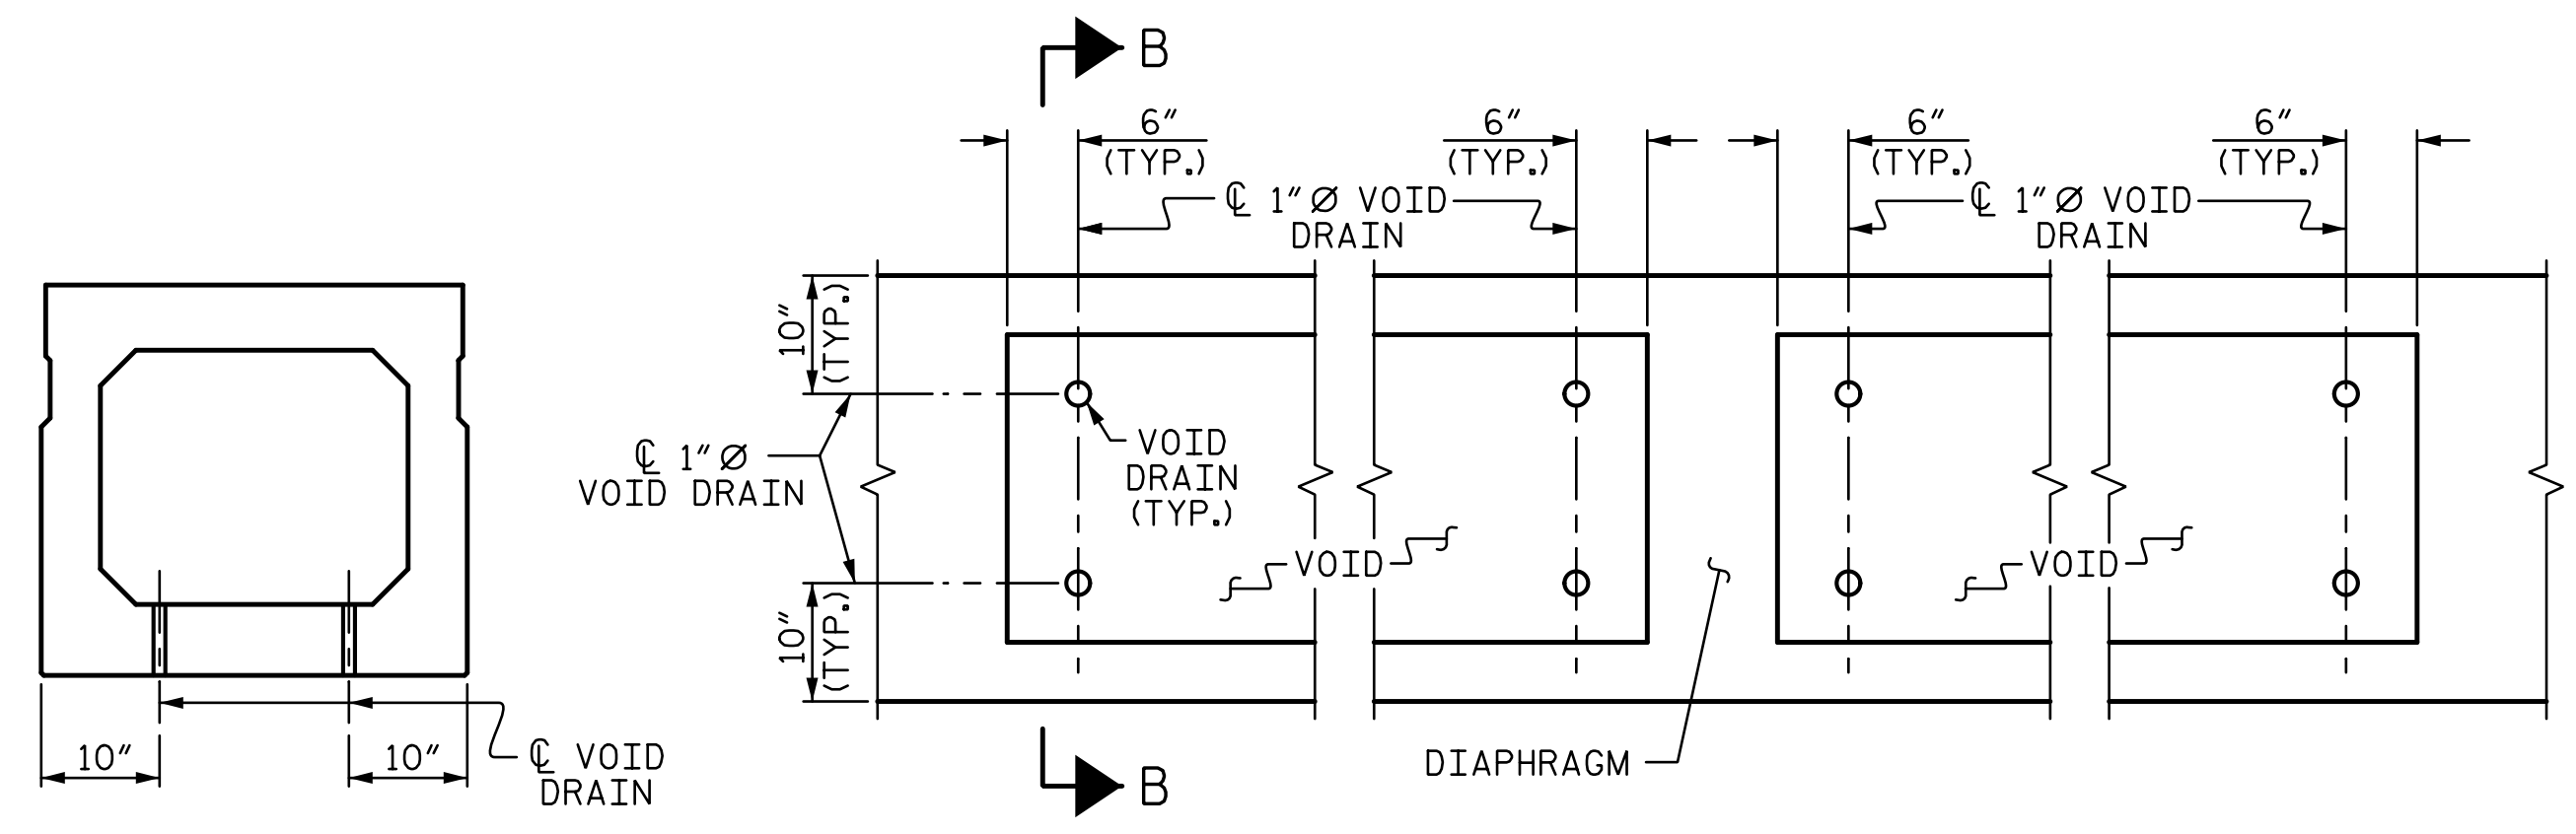 B
6" 6" 6" 6"
(TYP.) (TYP.) (TYP.) (TYP.)
℄ 1"Ø VOID
DRAIN
℄ 1"Ø VOID
DRAIN
10"
(TYP.)
℄ 1"Ø
VOID DRAIN
VOID
DRAIN
(TYP.)
VOID
VOID
10"
(TYP.)
10" 10"
℄ VOID
DRAIN
DIAPHRAGM
B